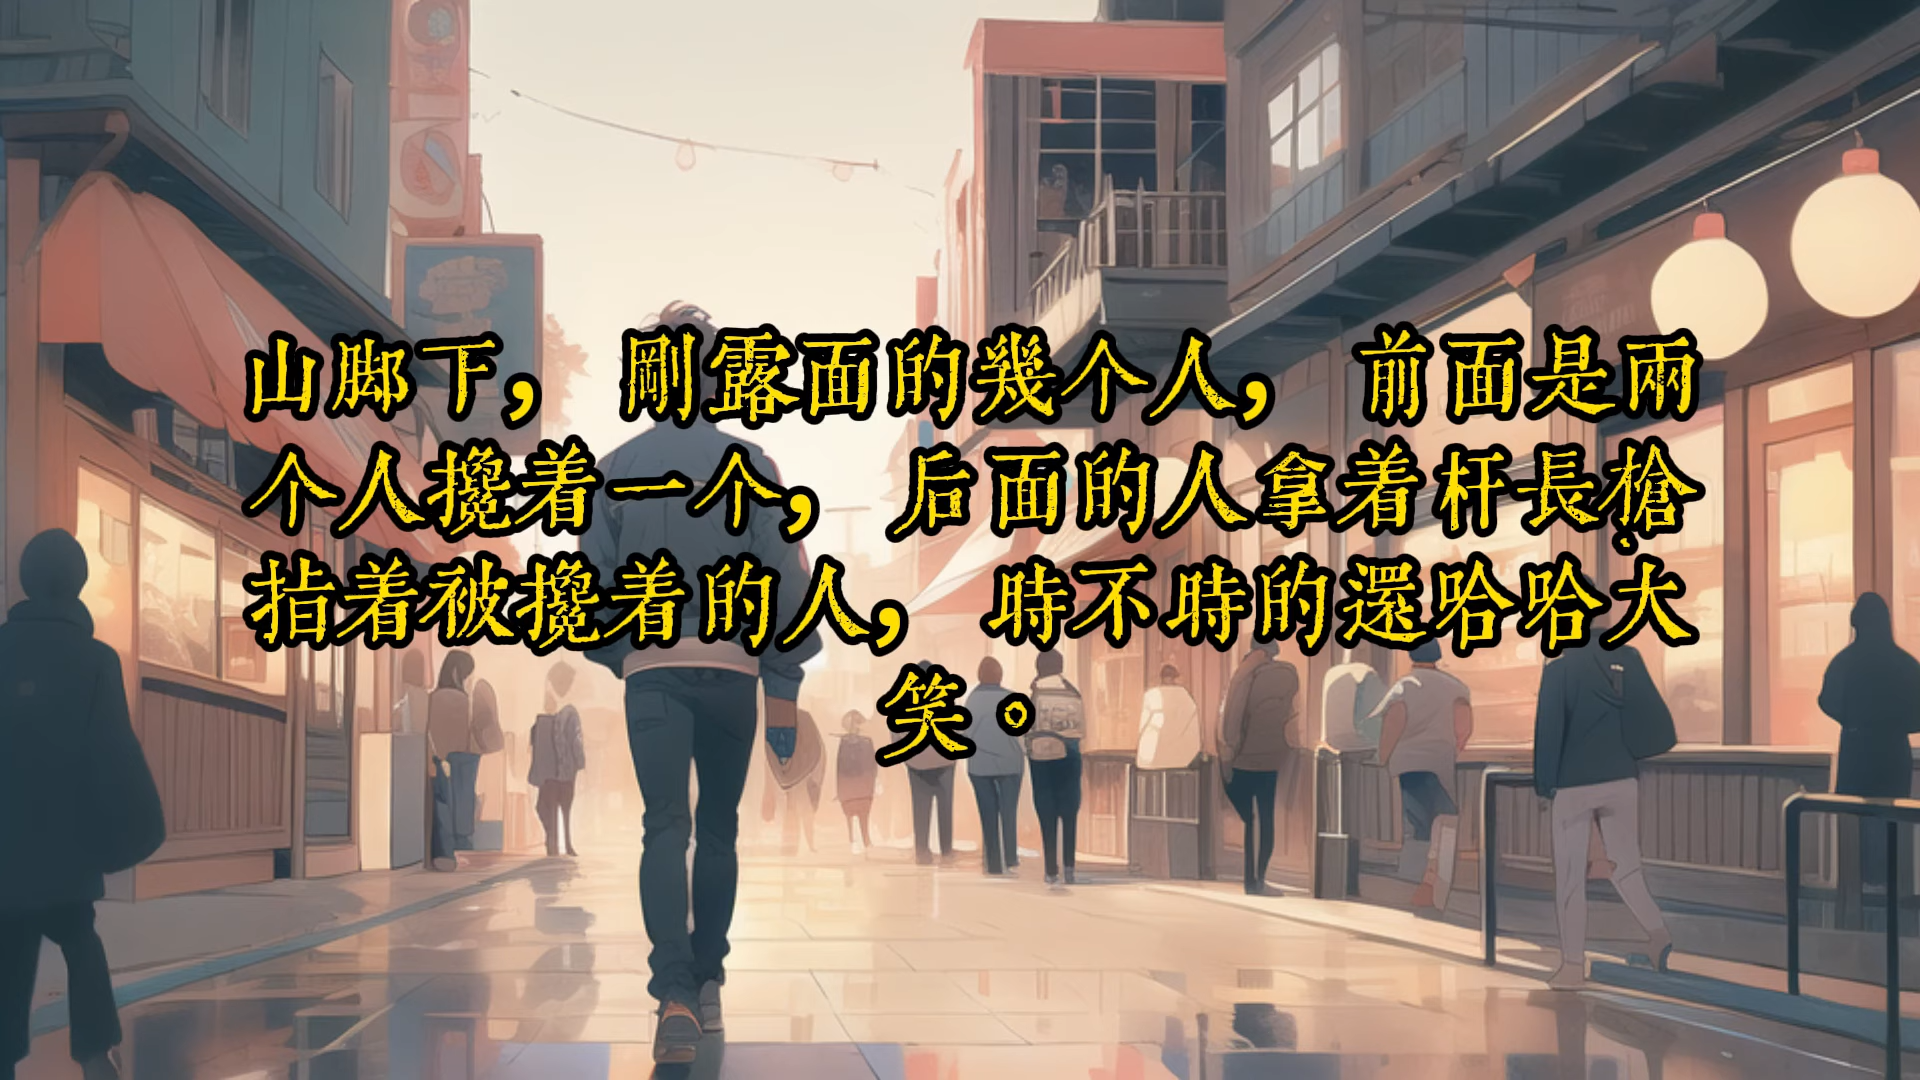 山脚下，剛露面的幾个人，前面是兩
个人攙着一个，后面的人拿着杆長槍
指着被攙着的人，時不時的還哈哈大
笑。